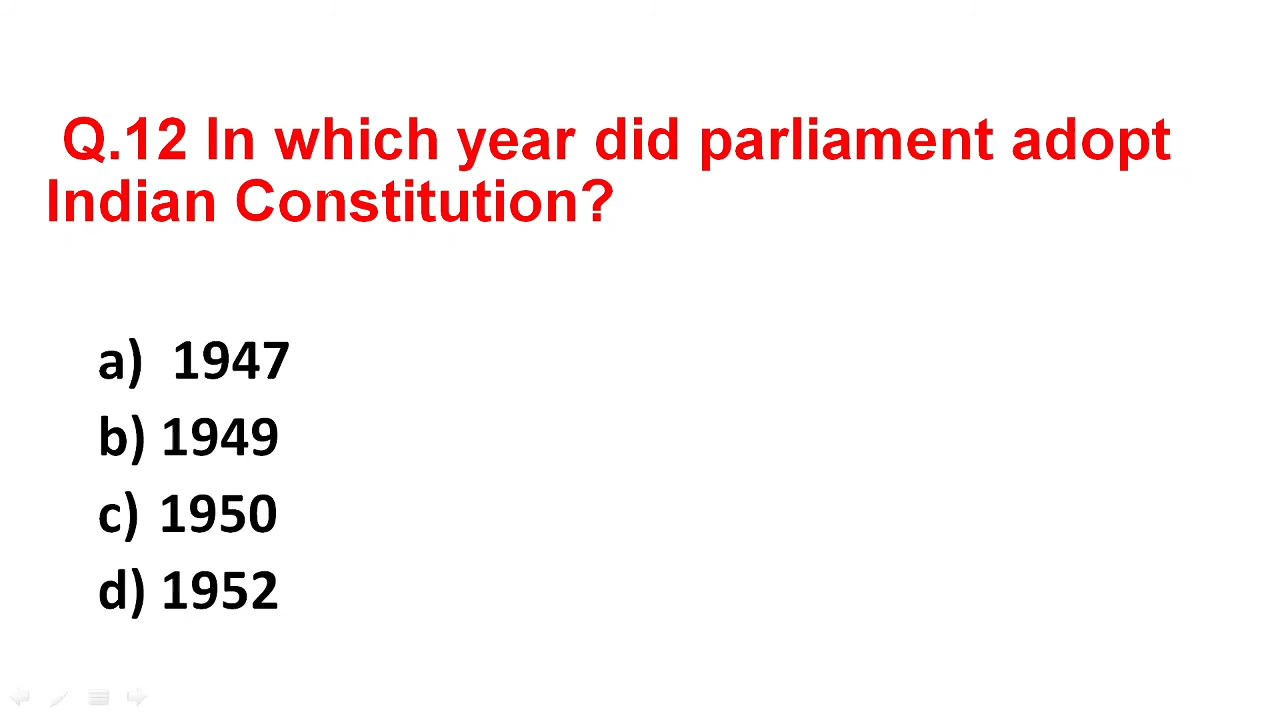 Q.12 In which year did parliament adopt
Indian Constitution?
a) 1947
b) 1949
c) 1950
d) 1952